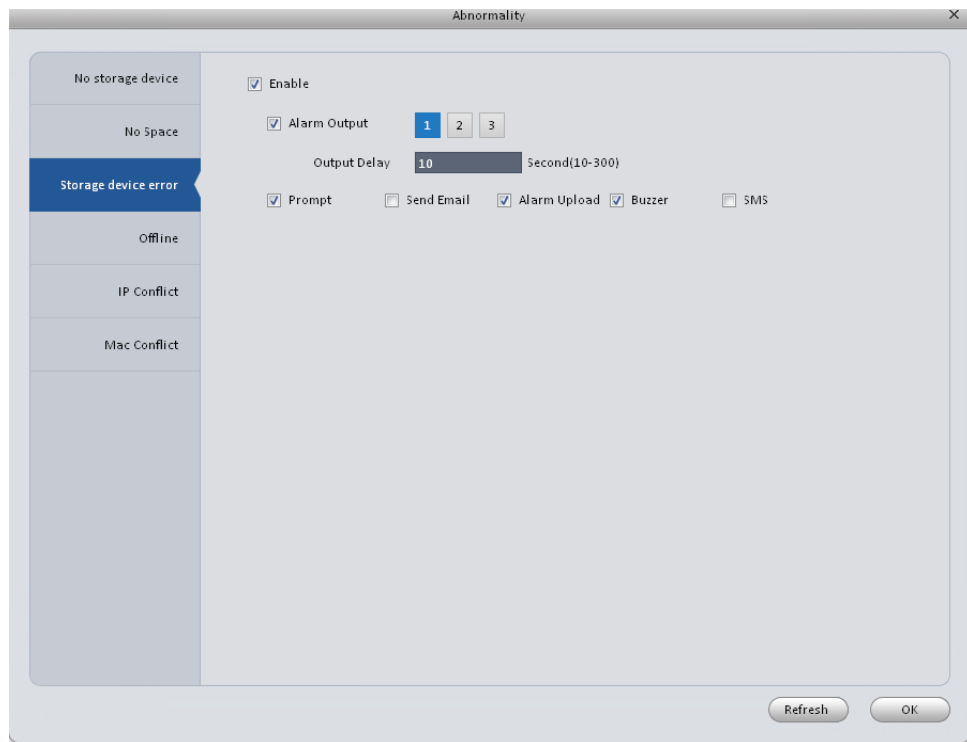 Abnormality
No storage device
No Space
Storage device error
Offline
IP Conflict
Mac Conflict
Enable
Alarm Output 1 2 3
Output Delay 10 Second(10-300)
Prompt Send Email Alarm Upload Buzzer SMS
Refresh OK